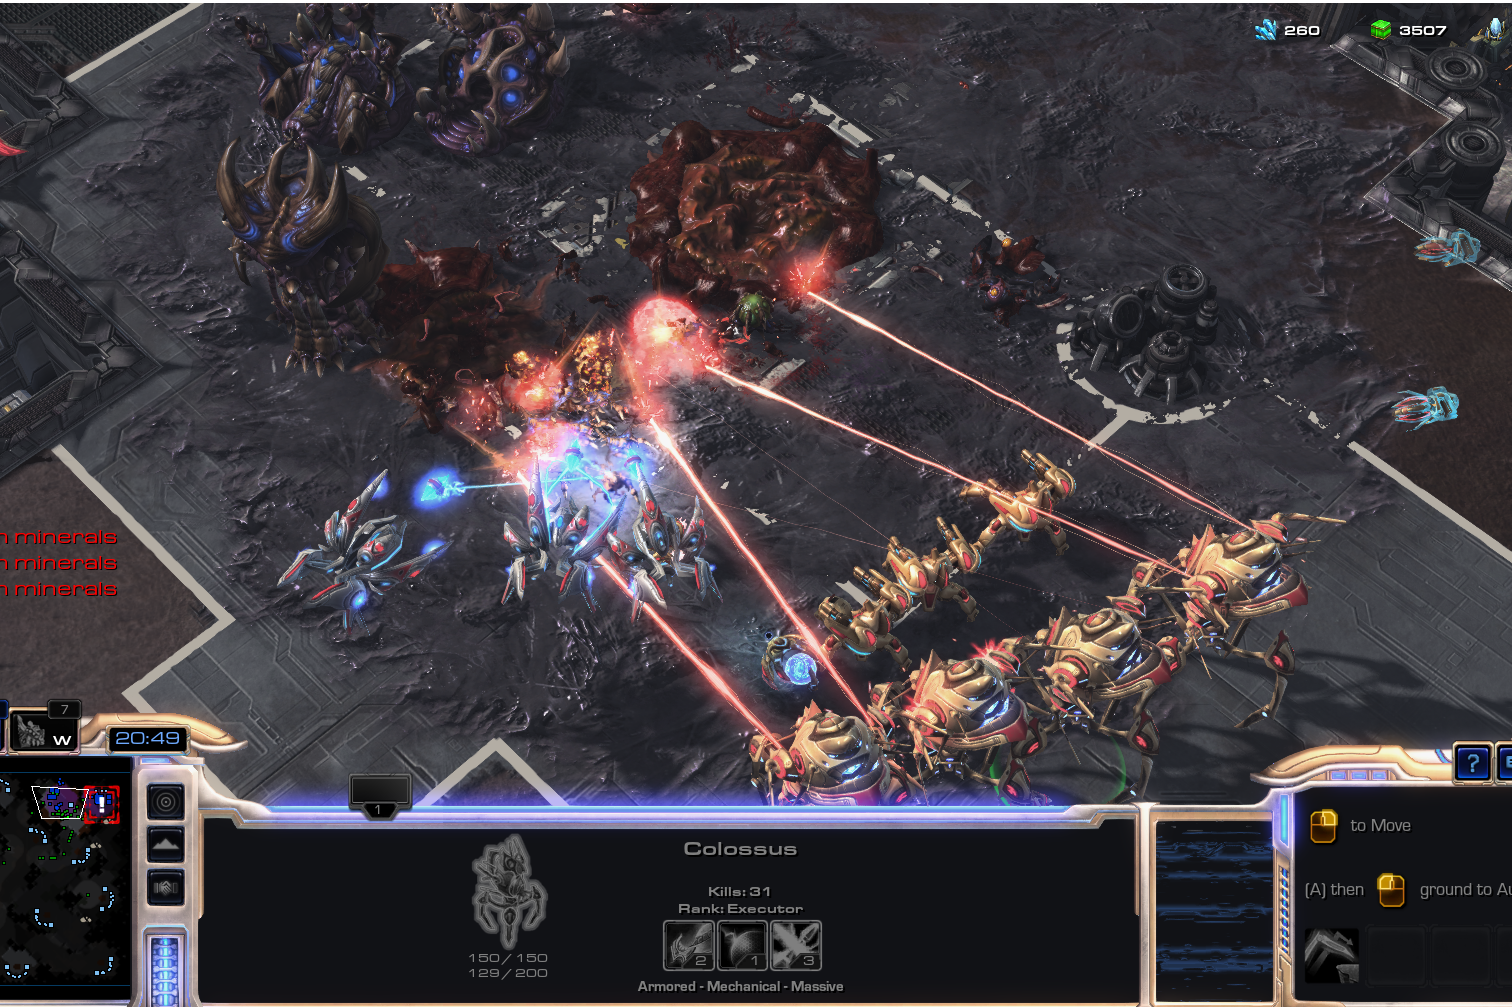 260
3507
n minerals
n minerals
n minerals
7
W
20:49
?
!
1
to Move
Colossus
Kills: 31
(A) then
ground to Au
Rank: Executor
2
1
3
150 / 150
129 / 200
Armored - Mechanical - Massive